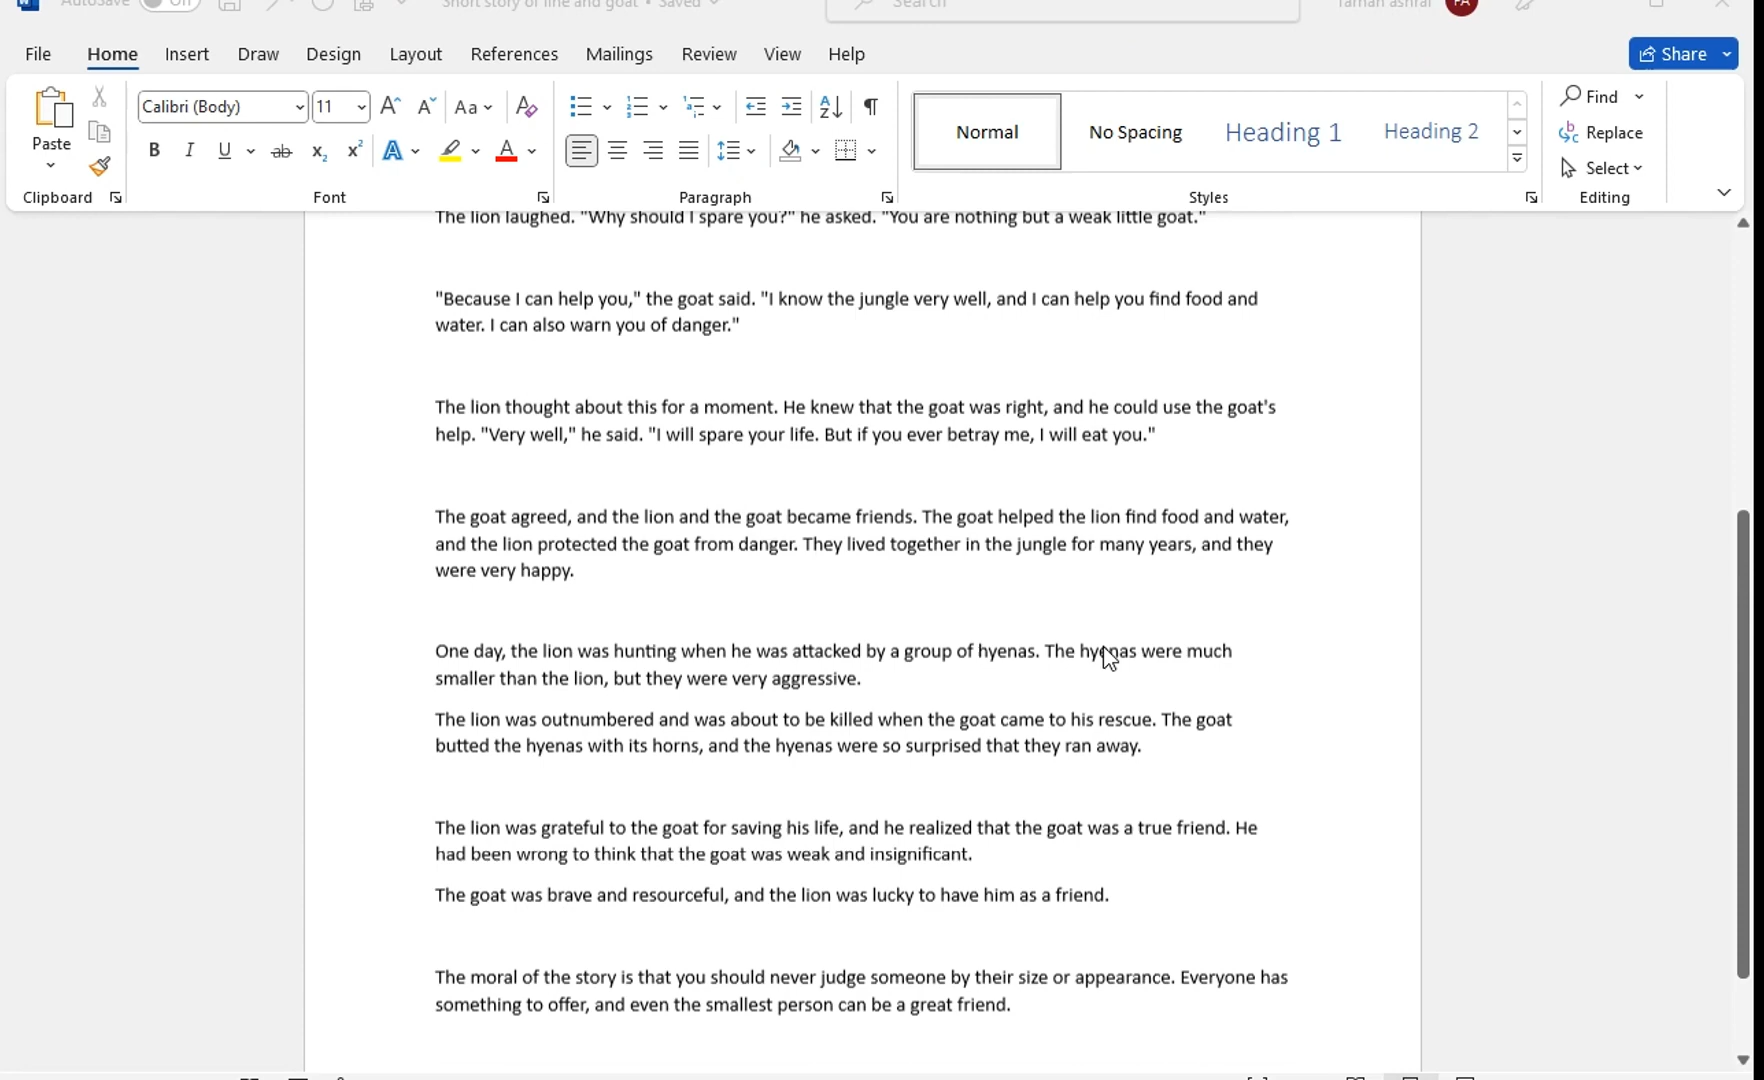 AutoSave Off Short story of line and goat • Saved Search Tamah ashraf
File Home Insert Draw Design Layout References Mailings Review View Help Share
Paste Calibri (Body) 11 Aa Normal No Spacing Heading 1 Heading 2 Find
Replace
Select
Clipboard Font Paragraph Styles Editing
The lion laughed. "Why should I spare you?" he asked. "You are nothing but a weak little goat."
"Because I can help you," the goat said. "I know the jungle very well, and I can help you find food and
water. I can also warn you of danger."
The lion thought about this for a moment. He knew that the goat was right, and he could use the goat's
help. "Very well," he said. "I will spare your life. But if you ever betray me, I will eat you."
The goat agreed, and the lion and the goat became friends. The goat helped the lion find food and water,
and the lion protected the goat from danger. They lived together in the jungle for many years, and they
were very happy.
One day, the lion was hunting when he was attacked by a group of hyenas. The hyenas were much
smaller than the lion, but they were very aggressive.
The lion was outnumbered and was about to be killed when the goat came to his rescue. The goat
butted the hyenas with its horns, and the hyenas were so surprised that they ran away.
The lion was grateful to the goat for saving his life, and he realized that the goat was a true friend. He
had been wrong to think that the goat was weak and insignificant.
The goat was brave and resourceful, and the lion was lucky to have him as a friend.
The moral of the story is that you should never judge someone by their size or appearance. Everyone has
something to offer, and even the smallest person can be a great friend.